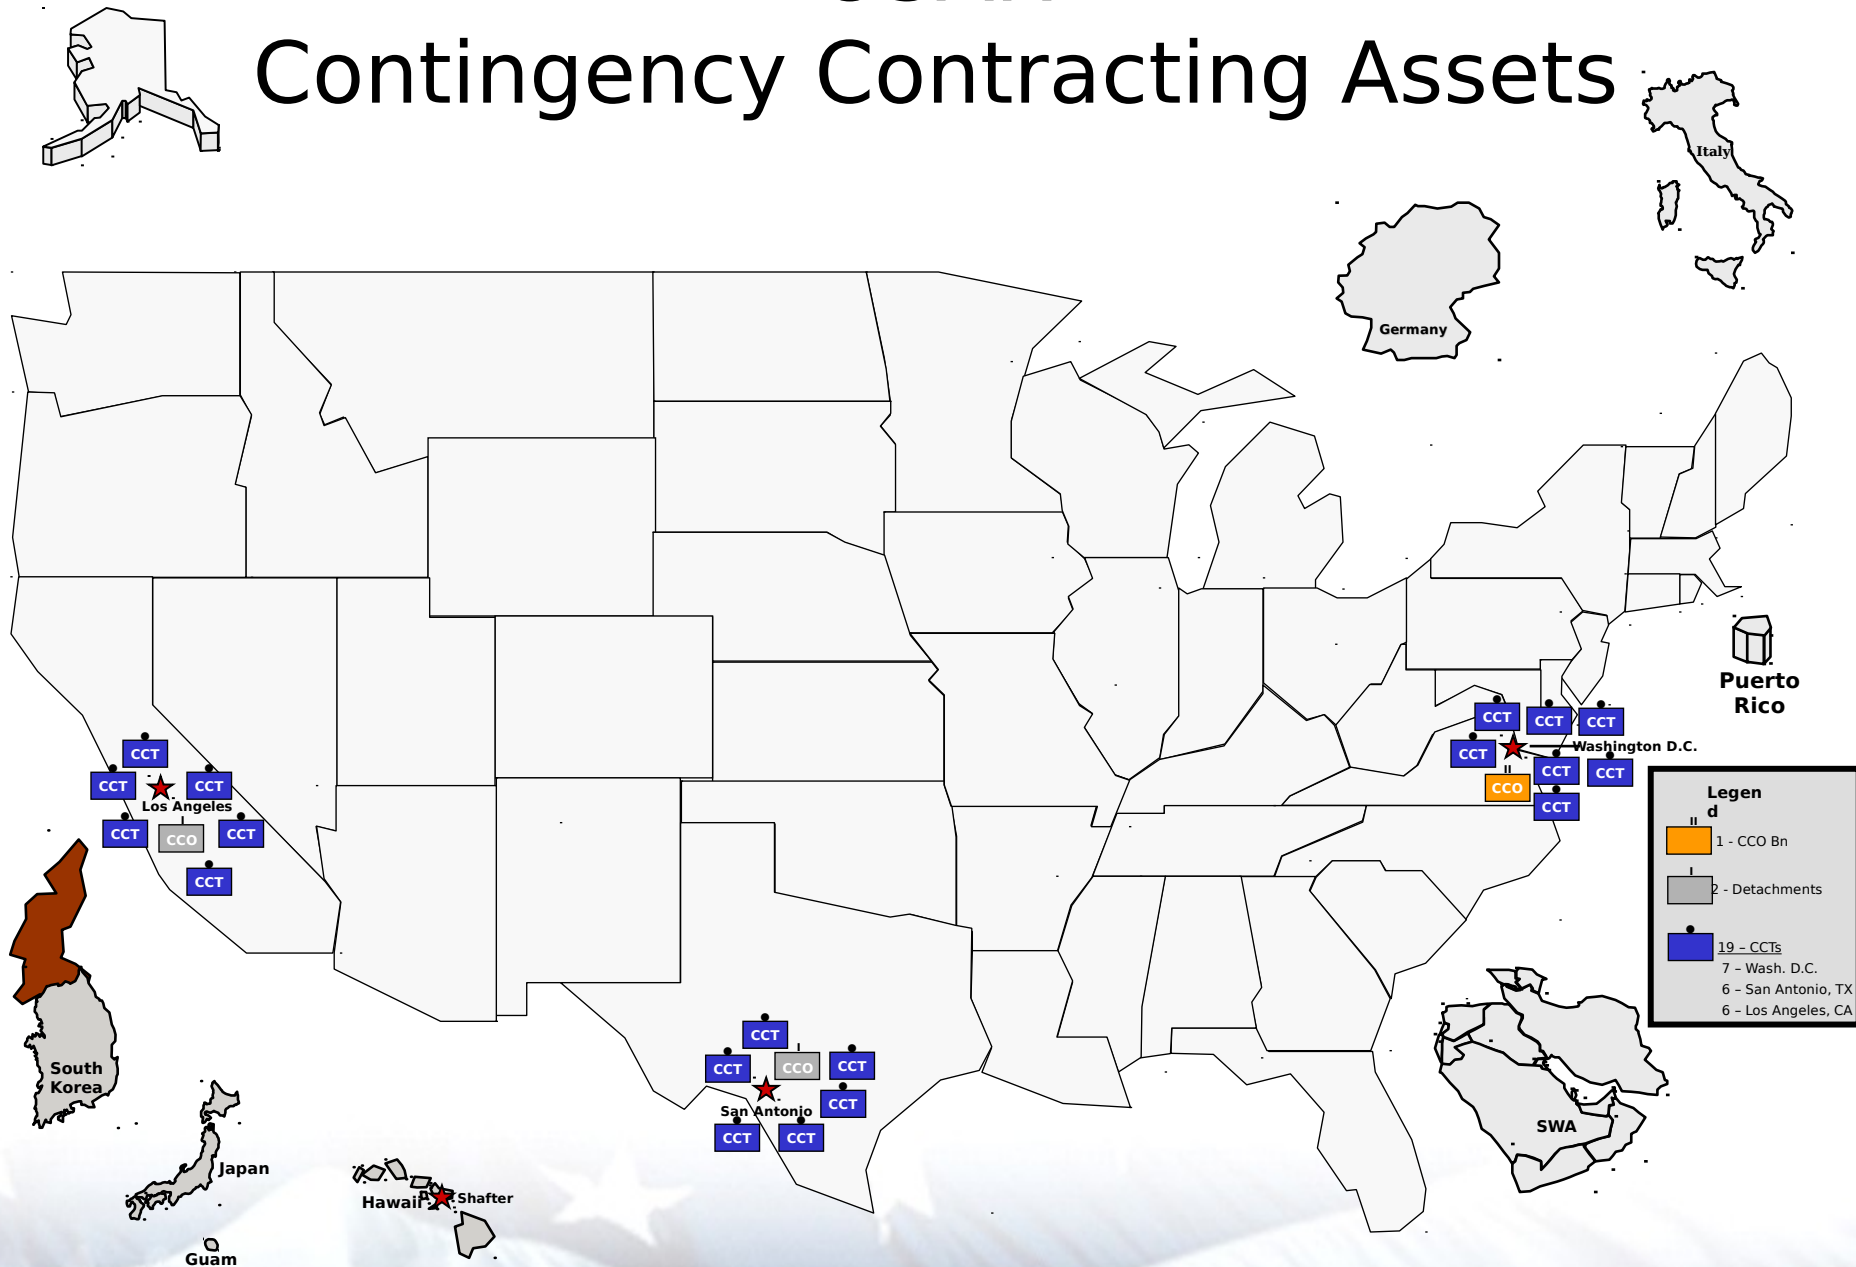 Contingency Contracting Assets
Italy
Germany
Puerto
Rico
CCT
CCT
CCT
CCT
Washington D.C.
CCT
CCT
CCO
CCT
CCT
CCT
CCT
Los Angeles
CCT
CCO
CCT
CCT
Legen
d
II
1 - CCO Bn
I
2 - Detachments
19 – CCTs
7 – Wash. D.C.
6 – San Antonio, TX
6 – Los Angeles, CA
CCT
CCT
CCO
CCT
CCT
San Antonio
CCT
CCT
South
Korea
Japan
Guam
Hawaii
Shafter
SWA